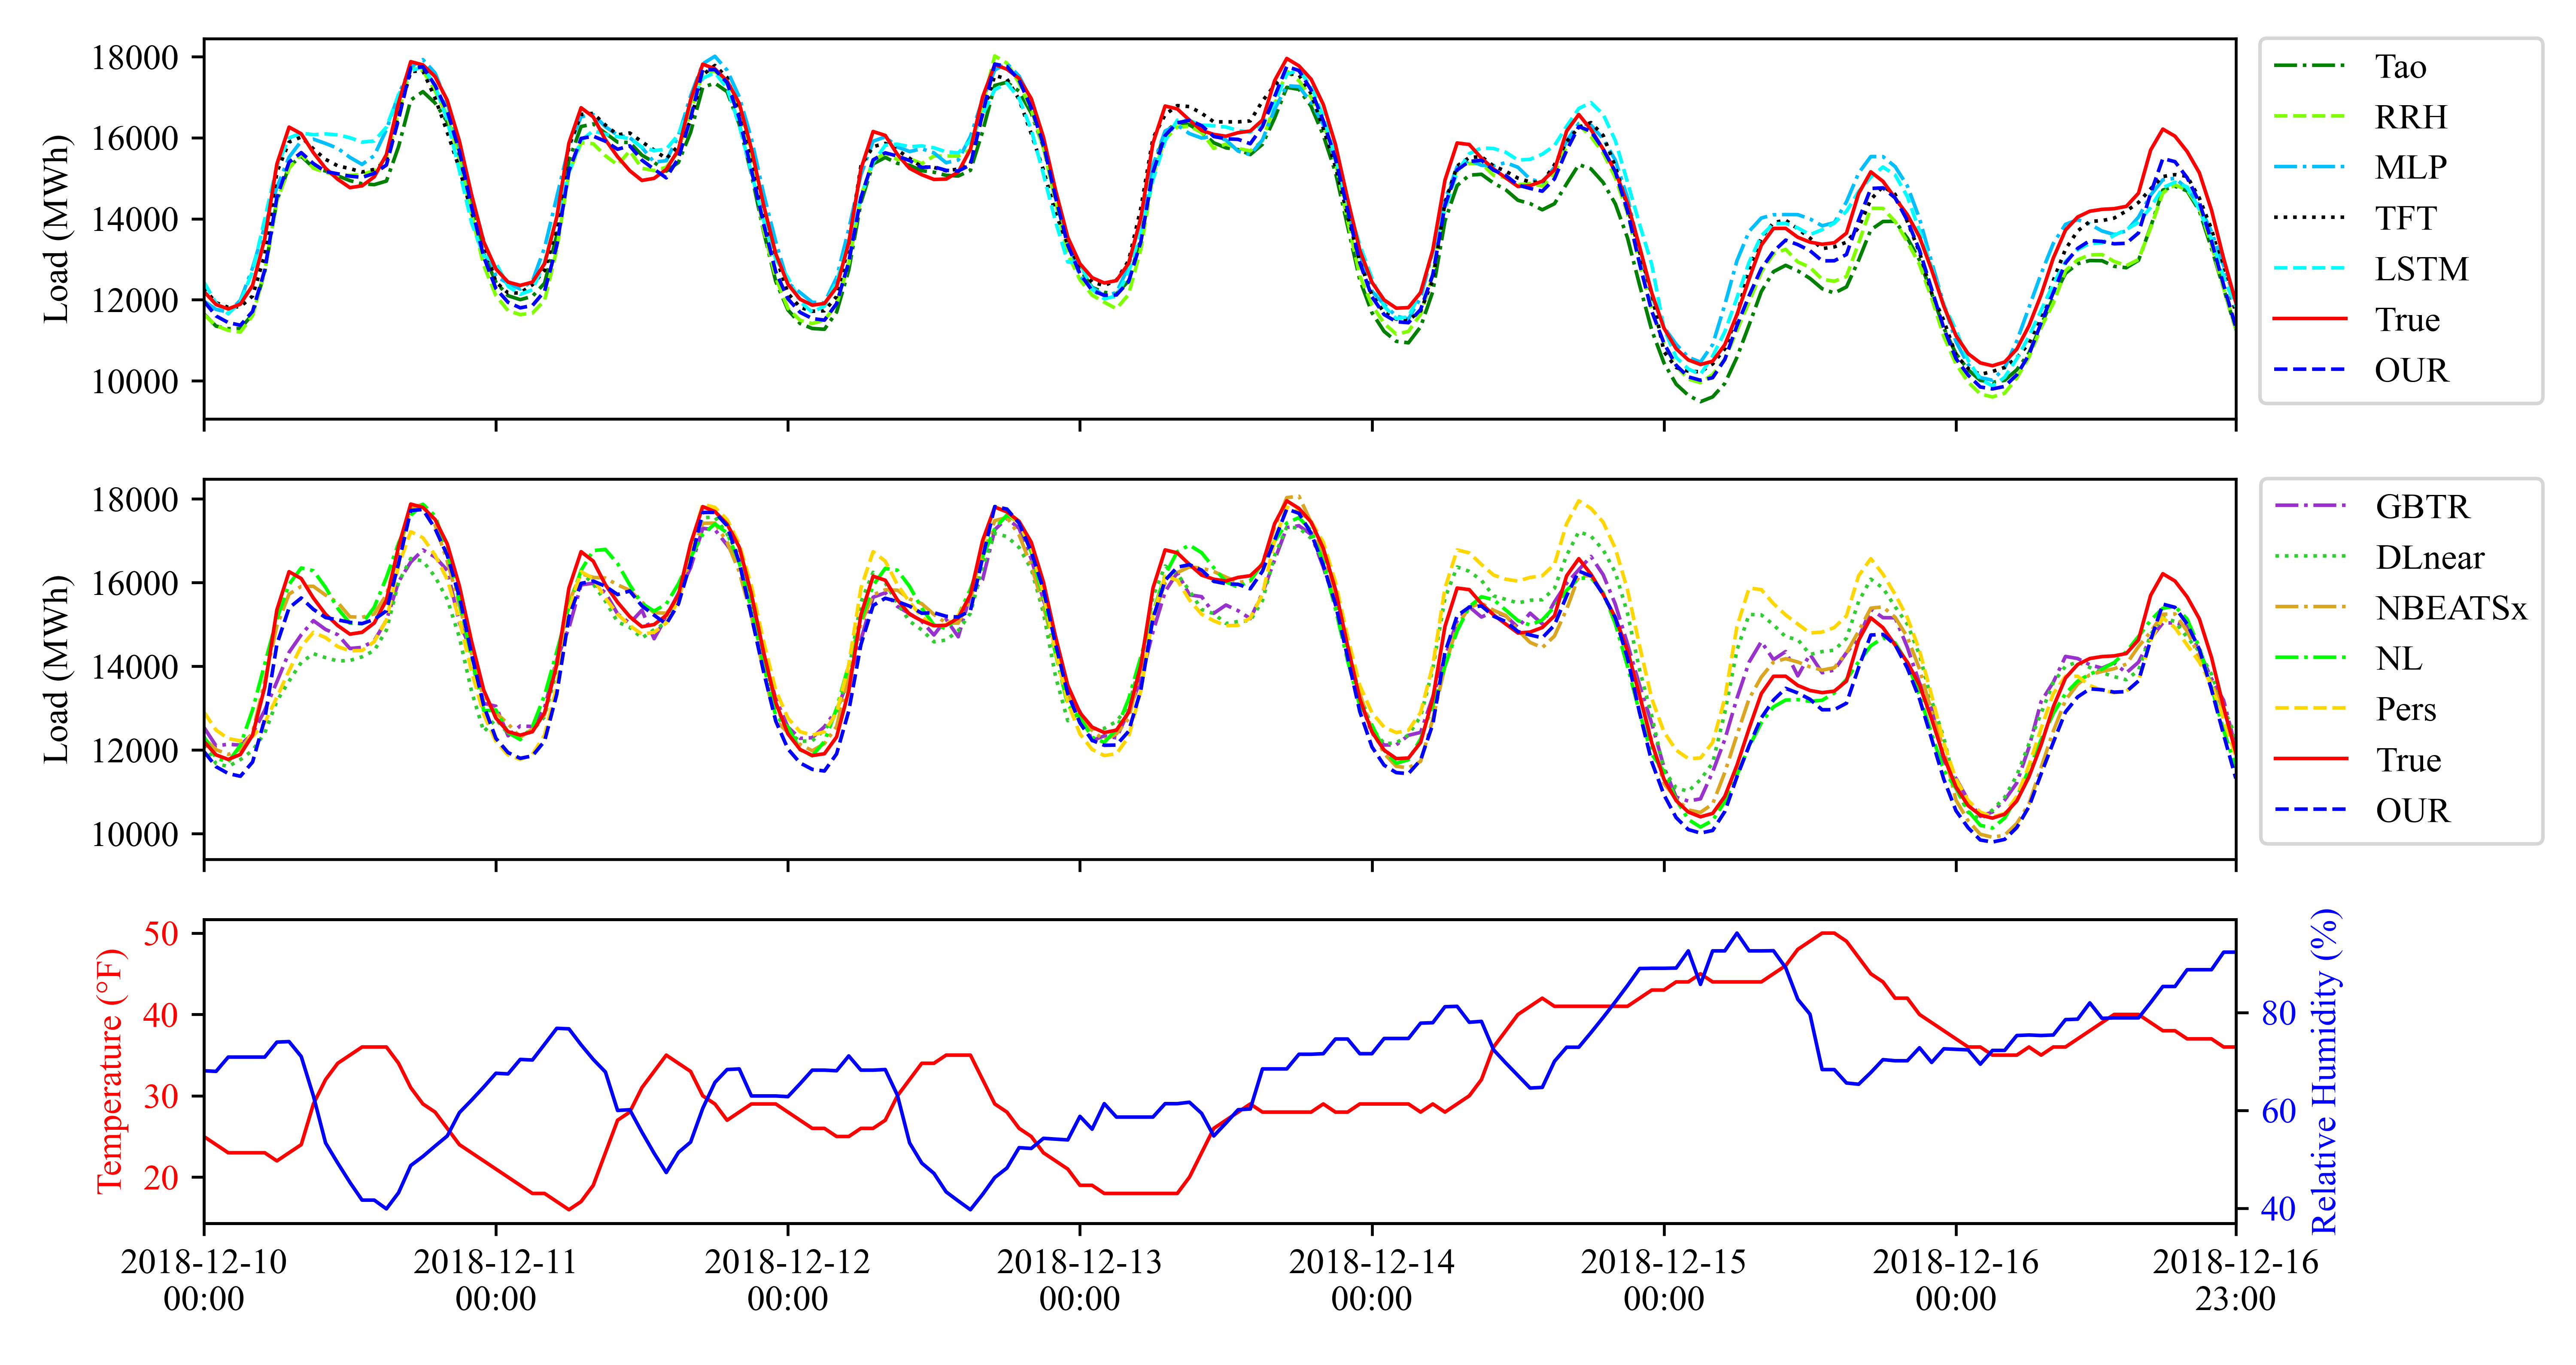 Load (MWh)
18000
16000
14000
12000
10000
Tao
RRH
MLP
TFT
LSTM
True
OUR
Load (MWh)
18000
16000
14000
12000
10000
GBTR
DLnear
NBEATSx
NL
Pers
True
OUR
Temperature (°F)
50
40
30
20
80
60
40
Relative Humidity (%)
2018-12-10 2018-12-11 2018-12-12 2018-12-13 2018-12-14 2018-12-15 2018-12-16 2018-12-16
00:00 00:00 00:00 00:00 00:00 00:00 00:00 23:00